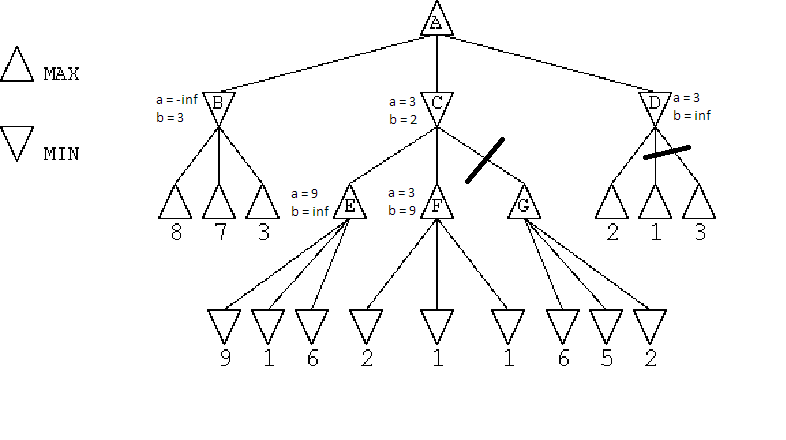 A
MAX
a = -inf
b = 3
B
a = 3
b = 2
C
D
a = 3
b = inf
MIN
a = 9
b = inf
E
a = 3
b = 9
F
G
8 7 3
2 1 3
9 1 6 2 1 1 6 5 2